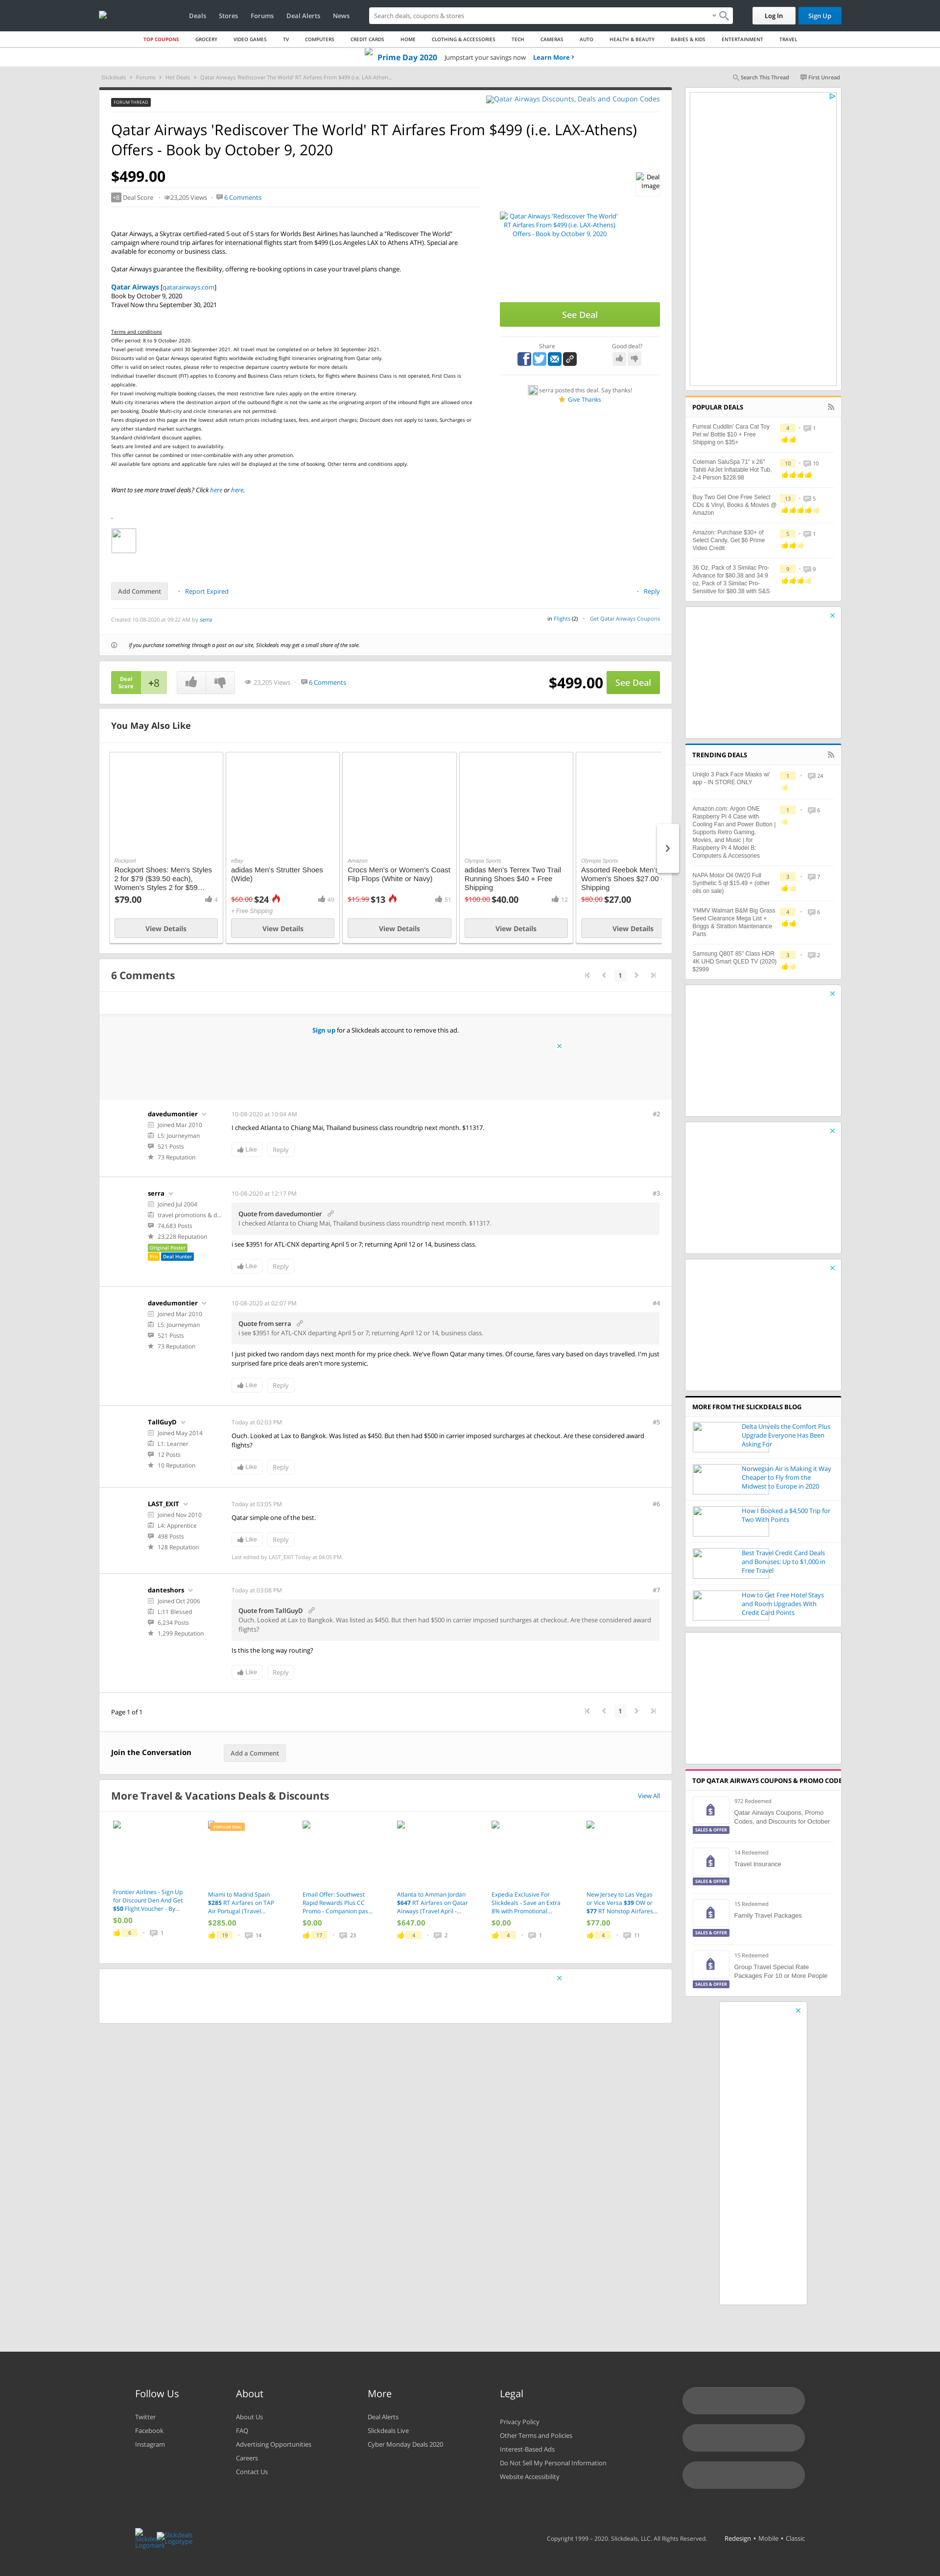 Deals Stores Forums Deal Alerts News
Search deals, coupons & stores
Log In Sign Up
TOP COUPONS GROCERY VIDEO GAMES TV COMPUTERS CREDIT CARDS HOME CLOTHING & ACCESSORIES TECH CAMERAS AUTO HEALTH & BEAUTY BABIES & KIDS ENTERTAINMENT TRAVEL
Prime Day 2020 Jumpstart your savings now Learn More
Slickdeals Forums Hot Deals Qatar Airways 'Rediscover The World' RT Airfares From $499 (i.e. LAX-Athen...
Search This Thread First Unread
FORUM THREAD
Qatar Airways Discounts, Deals and Coupon Codes
Qatar Airways 'Rediscover The World' RT Airfares From $499 (i.e. LAX-Athens)
Offers - Book by October 9, 2020
$499.00
+8 Deal Score 23,205 Views 6 Comments
Deal
Image
Qatar Airways 'Rediscover The World'
RT Airfares From $499 (i.e. LAX-Athens)
Offers - Book by October 9, 2020
Qatar Airways, a Skytrax certified-rated 5 out of 5 stars for Worlds Best Airlines has launched a "Rediscover The World"
campaign where round trip airfares for international flights start from $499 (Los Angeles LAX to Athens ATH). Special are
available for economy or business class.
Qatar Airways guarantee the flexibility, offering re-booking options in case your travel plans change.
Qatar Airways [qatarairways.com]
Book by October 9, 2020
Travel Now thru September 30, 2021
See Deal
Share Good deal?
serra posted this deal. Say thanks!
Give Thanks
Terms and conditions
Offer period: 8 to 9 October 2020.
Travel period: Immediate until 30 September 2021. All travel must be completed on or before 30 September 2021.
Discounts valid on Qatar Airways operated flights worldwide excluding flight itineraries originating from Qatar only.
Offer is valid on select routes, please refer to respective departure country website for more details
Individual traveller discount (FIT) applies to Economy and Business Class return tickets, for flights where Business Class is not operated, First Class is
applicable.
For travel involving multiple booking classes, the most restrictive fare rules apply on the entire itinerary.
Multi-city itineraries where the destination airport of the outbound flight is not the same as the originating airport of the inbound flight are allowed once
per booking. Double Multi-city and circle itineraries are not permitted.
Fares displayed on this page are the lowest adult return prices including taxes, fees, and airport charges; Discount does not apply to taxes, Surcharges or
any other standard market surcharges.
Standard child/infant discount applies.
Seats are limited and are subject to availability.
This offer cannot be combined or inter-combinable with any other promotion.
All available fare options and applicable fare rules will be displayed at the time of booking. Other terms and conditions apply.
Want to see more travel deals? Click here or here.
.
Add Comment Report Expired Reply
Created 10-08-2020 at 09:22 AM by serra
in Flights (2) Get Qatar Airways Coupons
If you purchase something through a post on our site, Slickdeals may get a small share of the sale.
Deal
Score
+8
23,205 Views 6 Comments
$499.00 See Deal
You May Also Like
Rockport
Rockport Shoes: Men's Styles
2 for $79 ($39.50 each),
Women's Styles 2 for $59…
$79.00 4
View Details
eBay
adidas Men's Strutter Shoes
(Wide)
$60.00 $24 49
+ Free Shipping
View Details
Amazon
Crocs Men's or Women's Coast
Flip Flops (White or Navy)
$15.99 $13 51
View Details
Olympia Sports
adidas Men's Terrex Two Trail
Running Shoes $40 + Free
Shipping
$100.00 $40.00 12
View Details
Olympia Sports
Assorted Reebok Men's
Women's Shoes $27.00
Shipping
$80.00 $27.00
View Details
6 Comments
1
Sign up for a Slickdeals account to remove this ad.
davedumontier
Joined Mar 2010
L5: Journeyman
521 Posts
73 Reputation
10-08-2020 at 10:04 AM #2
I checked Atlanta to Chiang Mai, Thailand business class roundtrip next month. $11317.
Like Reply
serra
Joined Jul 2004
travel promotions & d...
74,683 Posts
23,228 Reputation
Original Poster
Pro Deal Hunter
10-08-2020 at 12:17 PM #3
Quote from davedumontier
I checked Atlanta to Chiang Mai, Thailand business class roundtrip next month. $11317.
i see $3951 for ATL-CNX departing April 5 or 7; returning April 12 or 14, business class.
Like Reply
davedumontier
Joined Mar 2010
L5: Journeyman
521 Posts
73 Reputation
10-08-2020 at 02:07 PM #4
Quote from serra
i see $3951 for ATL-CNX departing April 5 or 7; returning April 12 or 14, business class.
I just picked two random days next month for my price check. We've flown Qatar many times. Of course, fares vary based on days travelled. I'm just
surprised fare price deals aren't more systemic.
Like Reply
TallGuyD
Joined May 2014
L1: Learner
12 Posts
10 Reputation
Today at 02:03 PM #5
Ouch. Looked at Lax to Bangkok. Was listed as $450. But then had $500 in carrier imposed surcharges at checkout. Are these considered award
flights?
Like Reply
LAST_EXIT
Joined Nov 2010
L4: Apprentice
498 Posts
128 Reputation
Today at 03:05 PM #6
Qatar simple one of the best.
Like Reply
Last edited by LAST_EXIT Today at 04:05 PM.
danteshors
Joined Oct 2006
L:11 Blessed
6,234 Posts
1,299 Reputation
Today at 03:08 PM #7
Quote from TallGuyD
Ouch. Looked at Lax to Bangkok. Was listed as $450. But then had $500 in carrier imposed surcharges at checkout. Are these considered award
flights?
Is this the long way routing?
Like Reply
Page 1 of 1 1
Join the Conversation Add a Comment
More Travel & Vacations Deals & Discounts View All
Frontier Airlines - Sign Up
for Discount Den And Get
$50 Flight Voucher - By...
$0.00
6 1
POPULAR DEAL
Miami to Madrid Spain
$285 RT Airfares on TAP
Air Portugal (Travel...
$285.00
19 14
Email Offer: Southwest
Rapid Rewards Plus CC
Promo - Companion pas...
$0.00
17 23
Atlanta to Amman Jordan
$647 RT Airfares on Qatar
Airways (Travel April -...
$647.00
4 2
Expedia Exclusive For
Slickdeals - Save an Extra
8% with Promotional...
$0.00
4 1
New Jersey to Las Vegas
or Vice Versa $39 OW or
$77 RT Nonstop Airfares...
$77.00
4 11
POPULAR DEALS
Furreal Cuddlin' Cara Cat Toy
Pet w/ Bottle $10 + Free
Shipping on $35+
4 1
Coleman SaluSpa 71" x 26"
Tahiti AirJet Inflatable Hot Tub,
2-4 Person $228.98
10 10
Buy Two Get One Free Select
CDs & Vinyl, Books & Movies @
Amazon
13 5
Amazon: Purchase $30+ of
Select Candy, Get $6 Prime
Video Credit
5 1
36 Oz, Pack of 3 Similac Pro-
Advance for $80.38 and 34.9
oz, Pack of 3 Similac Pro-
Sensitive for $80.38 with S&S
9 9
TRENDING DEALS
Uniqlo 3 Pack Face Masks w/
app - IN STORE ONLY
1 24
Amazon.com: Argon ONE
Raspberry Pi 4 Case with
Cooling Fan and Power Button |
Supports Retro Gaming,
Movies, and Music | for
Raspberry Pi 4 Model B:
Computers & Accessories
1 6
NAPA Motor Oil 0W20 Full
Synthetic 5 qt $15.49 + (other
oils on sale)
3 7
YMMV Walmart B&M Big Grass
Seed Clearance Mega List +
Briggs & Stratton Maintenance
Parts
4 6
Samsung Q80T 85" Class HDR
4K UHD Smart QLED TV (2020)
$2999
3 2
MORE FROM THE SLICKDEALS BLOG
Delta Unveils the Comfort Plus
Upgrade Everyone Has Been
Asking For
Norwegian Air is Making it Way
Cheaper to Fly from the
Midwest to Europe in 2020
How I Booked a $4,500 Trip for
Two With Points
Best Travel Credit Card Deals
and Bonuses: Up to $1,000 in
Free Travel
How to Get Free Hotel Stays
and Room Upgrades With
Credit Card Points
TOP QATAR AIRWAYS COUPONS & PROMO CODE
972 Redeemed
Qatar Airways Coupons, Promo
Codes, and Discounts for October
SALES & OFFER
14 Redeemed
Travel Insurance
SALES & OFFER
15 Redeemed
Family Travel Packages
SALES & OFFER
15 Redeemed
Group Travel Special Rate
Packages For 10 or More People
SALES & OFFER
Follow Us
Twitter
Facebook
Instagram
About
About Us
FAQ
Advertising Opportunities
Careers
Contact Us
More
Deal Alerts
Slickdeals Live
Cyber Monday Deals 2020
Legal
Privacy Policy
Other Terms and Policies
Interest-Based Ads
Do Not Sell My Personal Information
Website Accessibility
Slickdeals
Logomark
Slickdeals
Logotype
Copyright 1999 – 2020. Slickdeals, LLC. All Rights Reserved. Redesign • Mobile • Classic